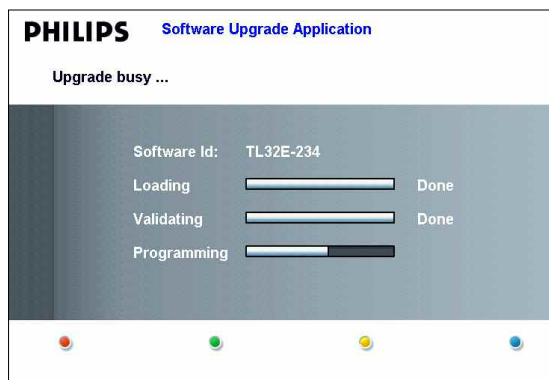 PHILIPS Software Upgrade Application
Upgrade busy ...
Software Id: TL32E-234
Loading Done
Validating Done
Programming